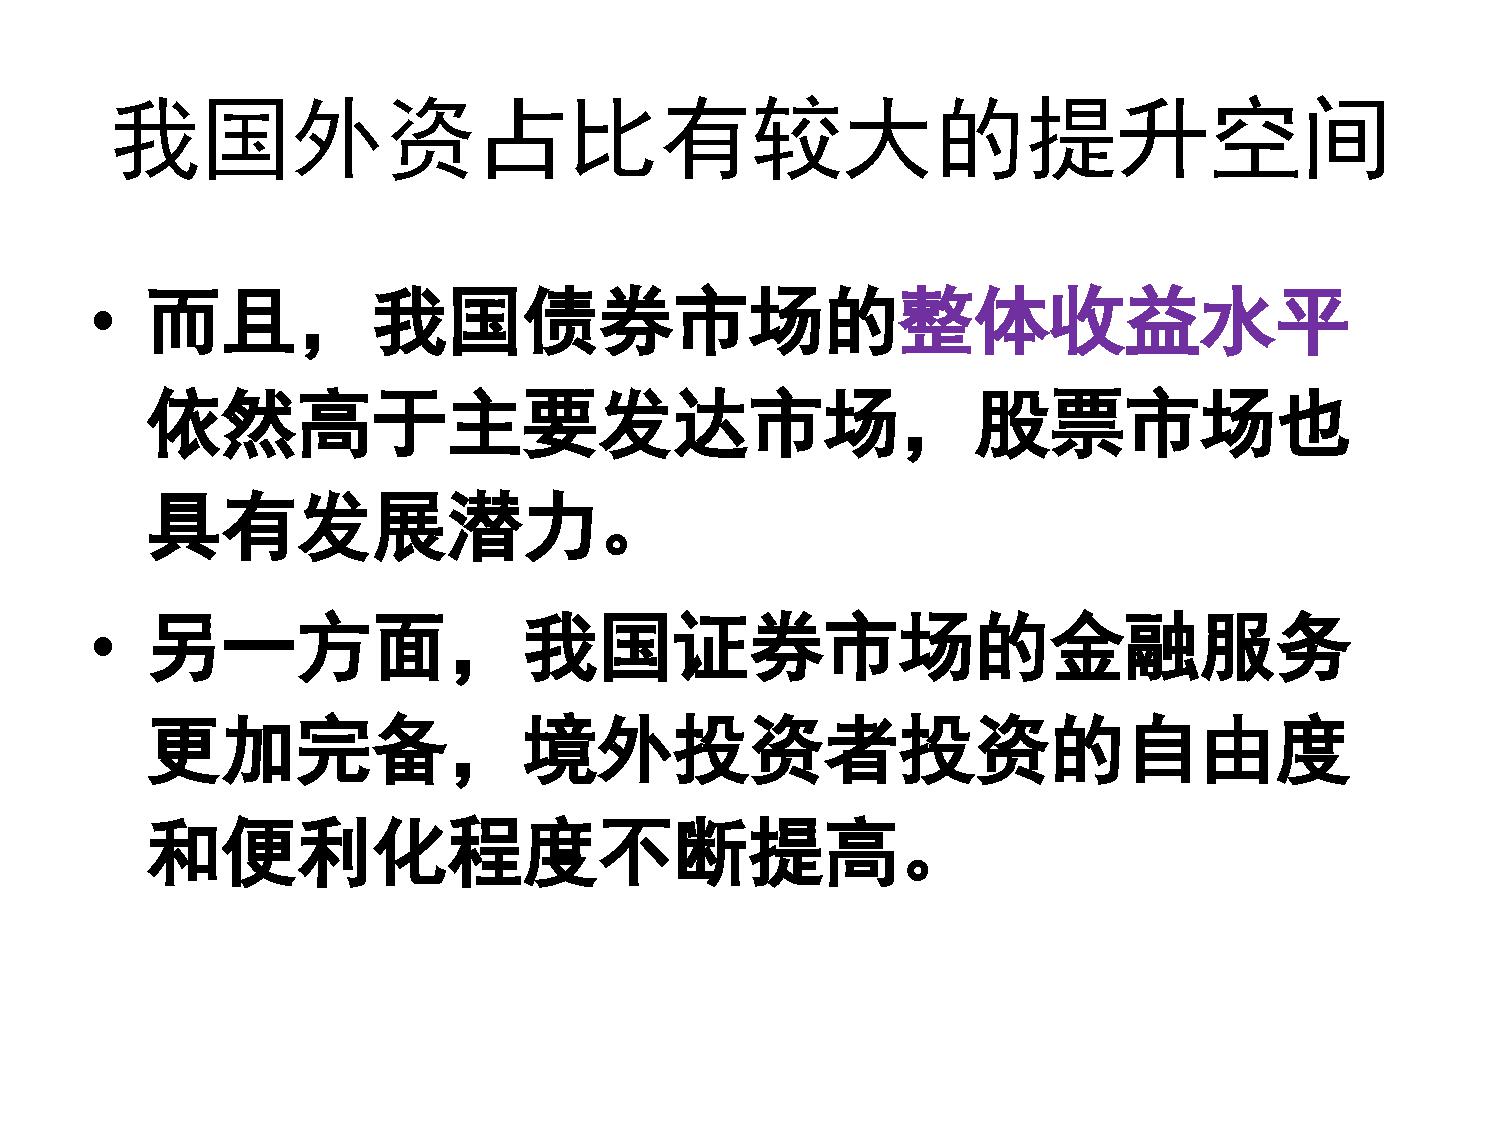 我国外资占比有较大的提升空间
• 而且，我国债券市场的整体收益水平
依然高于主要发达市场，股票市场也
具有发展潜力。
• 另一方面，我国证券市场的金融服务
更加完备，境外投资者投资的自由度
和便利化程度不断提高。